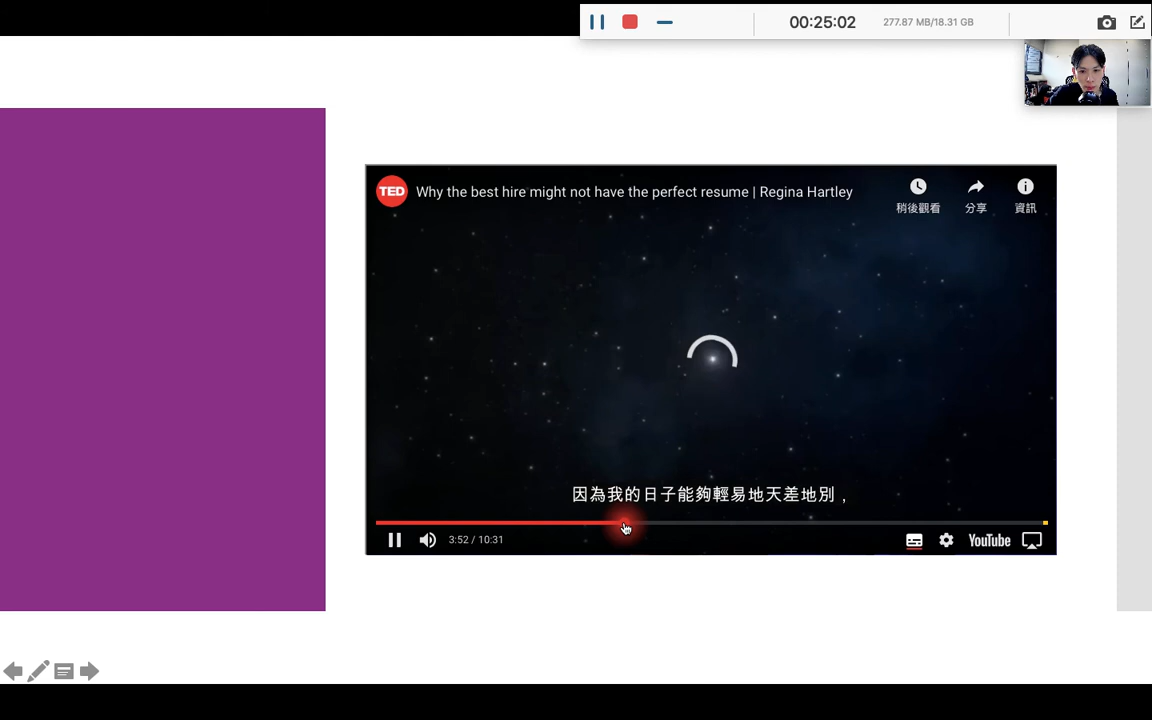 00:25:02
277.87 MB/18.31 GB
TED
Why the best hire might not have the perfect resume | Regina Hartley
稍後觀看
分享
資訊
因為我的日子能夠輕易地天差地別，
3:52 / 10:31
YouTube